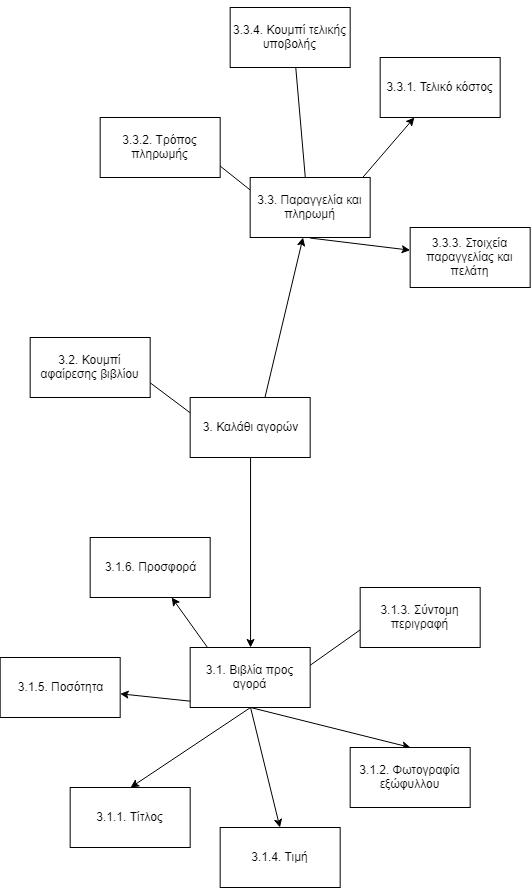 3.3.4. Κουμπί τελικής
υποβολής
3.3.1. Τελικό κόστος
3.3.2. Τρόπος
πληρωμής
3.3. Παραγγελία και
πληρωμή
3.3.3. Στοιχεία
παραγγελίας και
πελάτη
3.2. Κουμπί
αφαίρεσης βιβλίου
3. Καλάθι αγορών
3.1.6. Προσφορά
3.1.3. Σύντομη
περιγραφή
3.1. Βιβλία προς
αγορά
3.1.5. Ποσότητα
3.1.2. Φωτογραφία
εξώφυλλου
3.1.1. Τίτλος
3.1.4. Τιμή